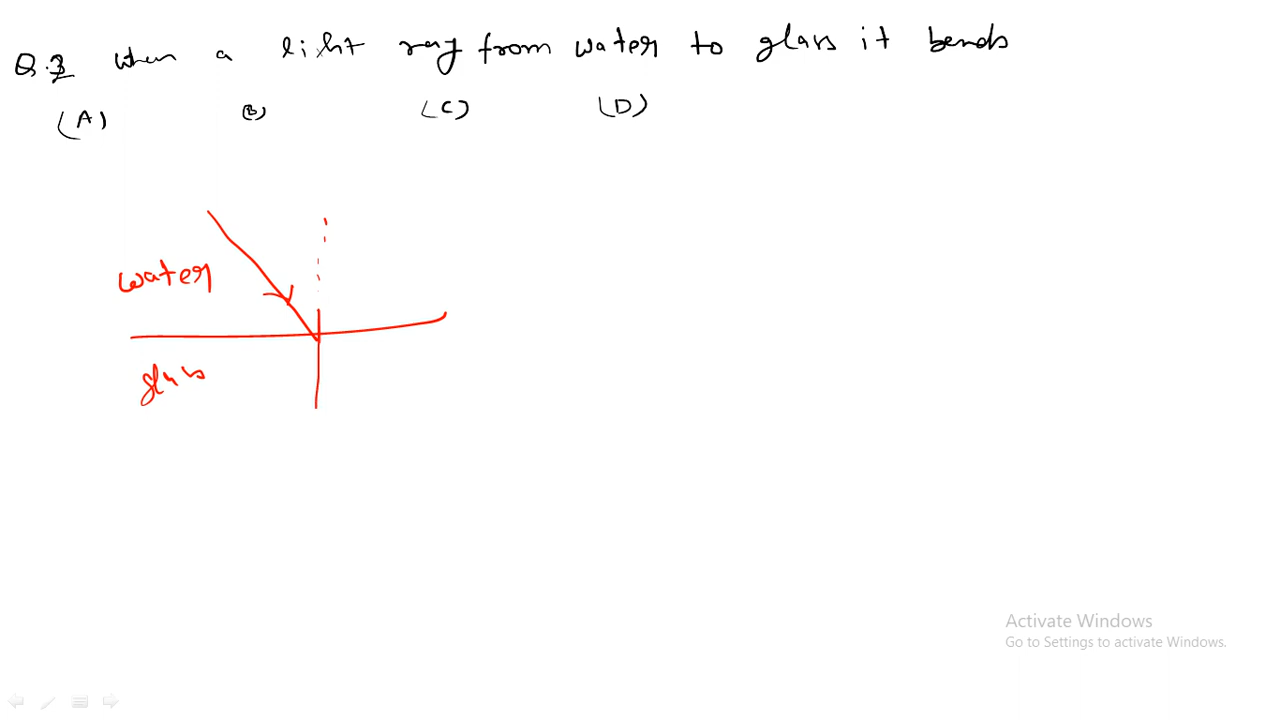 Q.3 when a light ray from water to glass it bends
(A) (B) (C) (D)
water
glass
Activate Windows
Go to Settings to activate Windows.